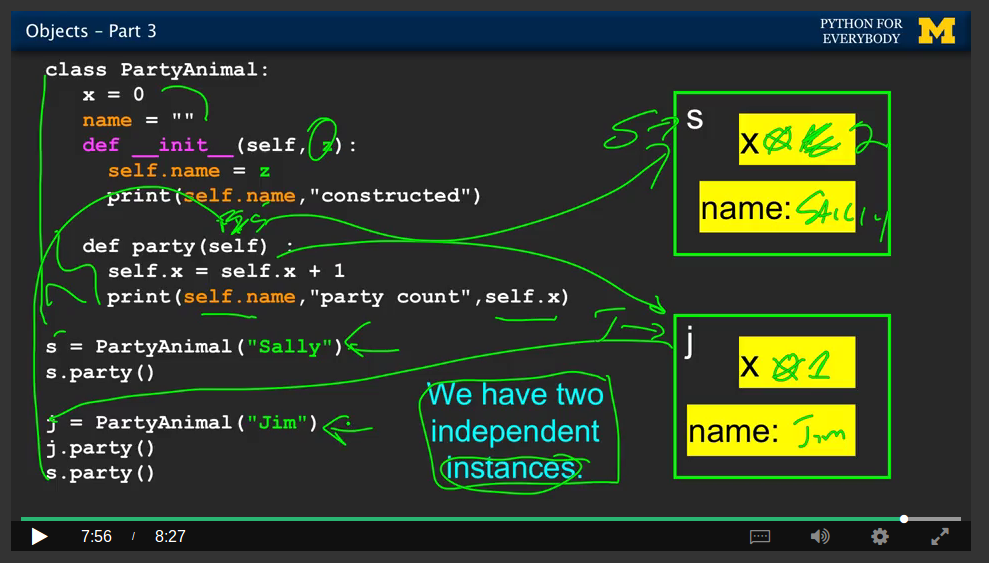 Objects – Part 3
PYTHON FOR
EVERYBODY
M
class PartyAnimal:
x = 0
name = ""
def __init__(self, z):
self.name = z
print(self.name,"constructed")
def party(self) :
self.x = self.x + 1
print(self.name,"party count",self.x)
s = PartyAnimal("Sally")
s.party()
j = PartyAnimal("Jim")
j.party()
s.party()
We have two
independent
instances.
S
s
x 2
name: SALLY
J
j
x 0 1
name: Jim
7:56 / 8:27